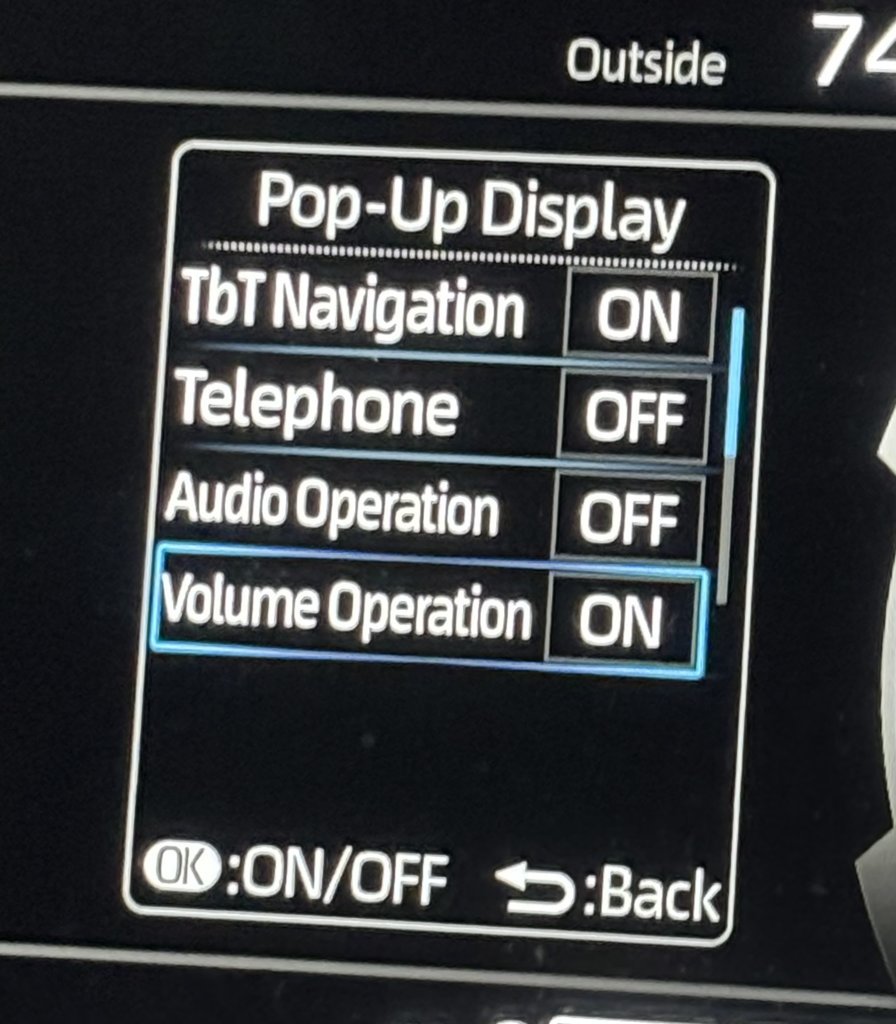 Outside 74
Pop-Up Display
TbT Navigation ON
Telephone OFF
Audio Operation OFF
Volume Operation ON
OK :ON/OFF :Back